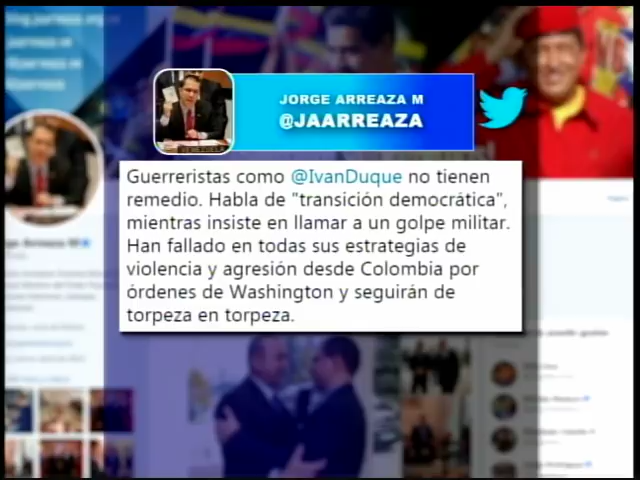 JORGE ARREAZA M
@JAARREAZA
Guerreristas como @IvanDuque no tienen
remedio. Habla de "transición democrática",
mientras insiste en llamar a un golpe militar.
Han fallado en todas sus estrategias de
violencia y agresión desde Colombia por
órdenes de Washington y seguirán de
torpeza en torpeza.